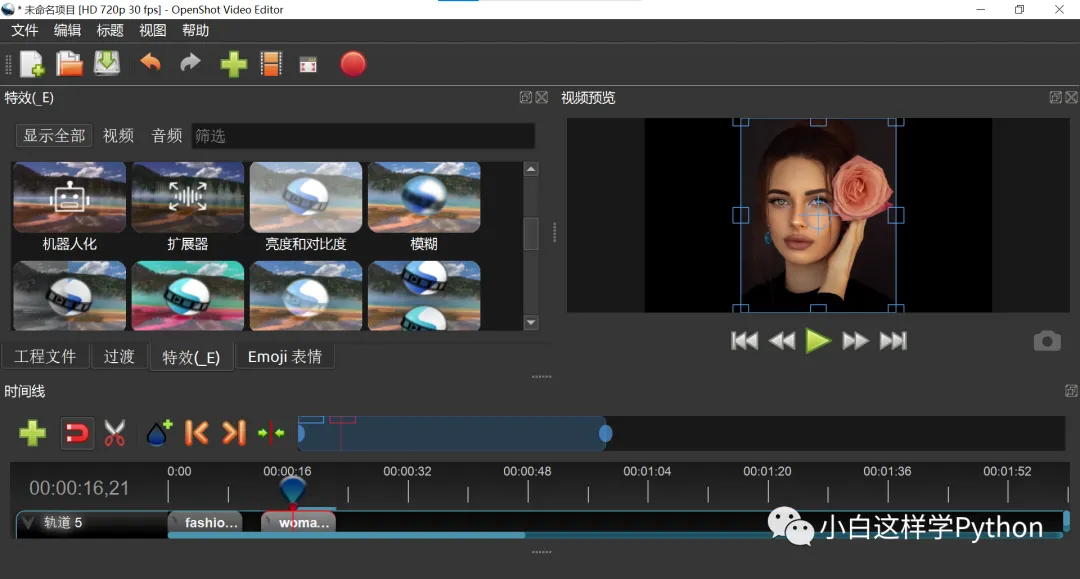 * 未命名项目 [HD 720p 30 fps] - OpenShot Video Editor
文件 编辑 标题 视图 帮助
特效(_E)
视频预览
显示全部 视频 音频 筛选
机器人化 扩展器 亮度和对比度 模糊
工程文件 过渡 特效(_E) Emoji 表情
时间线
0:00 00:00:16 00:00:32 00:00:48 00:01:04 00:01:20 00:01:36 00:01:52
00:00:16,21
轨道 5 fashio... woma...
小白这样学Python